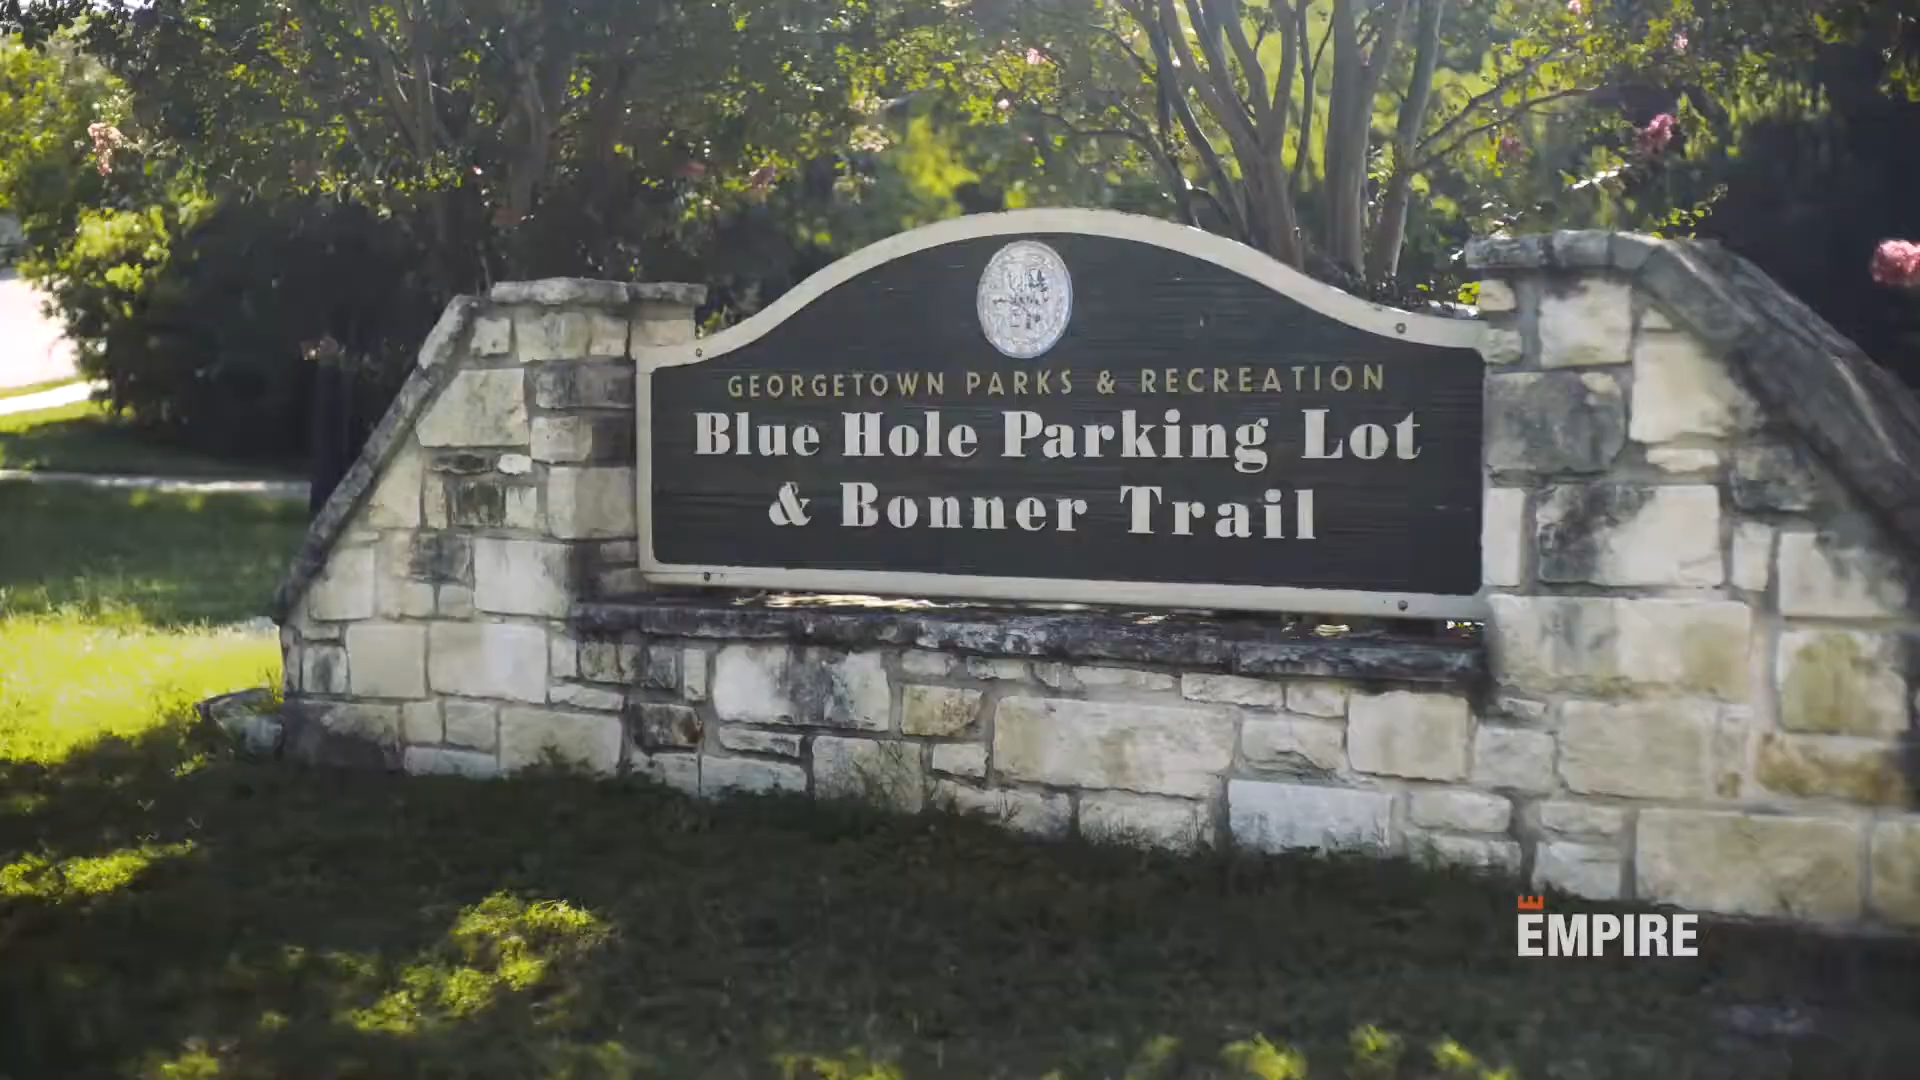 GEORGETOWN PARKS & RECREATION
Blue Hole Parking Lot
& Bonner Trail
E
EMPIRE